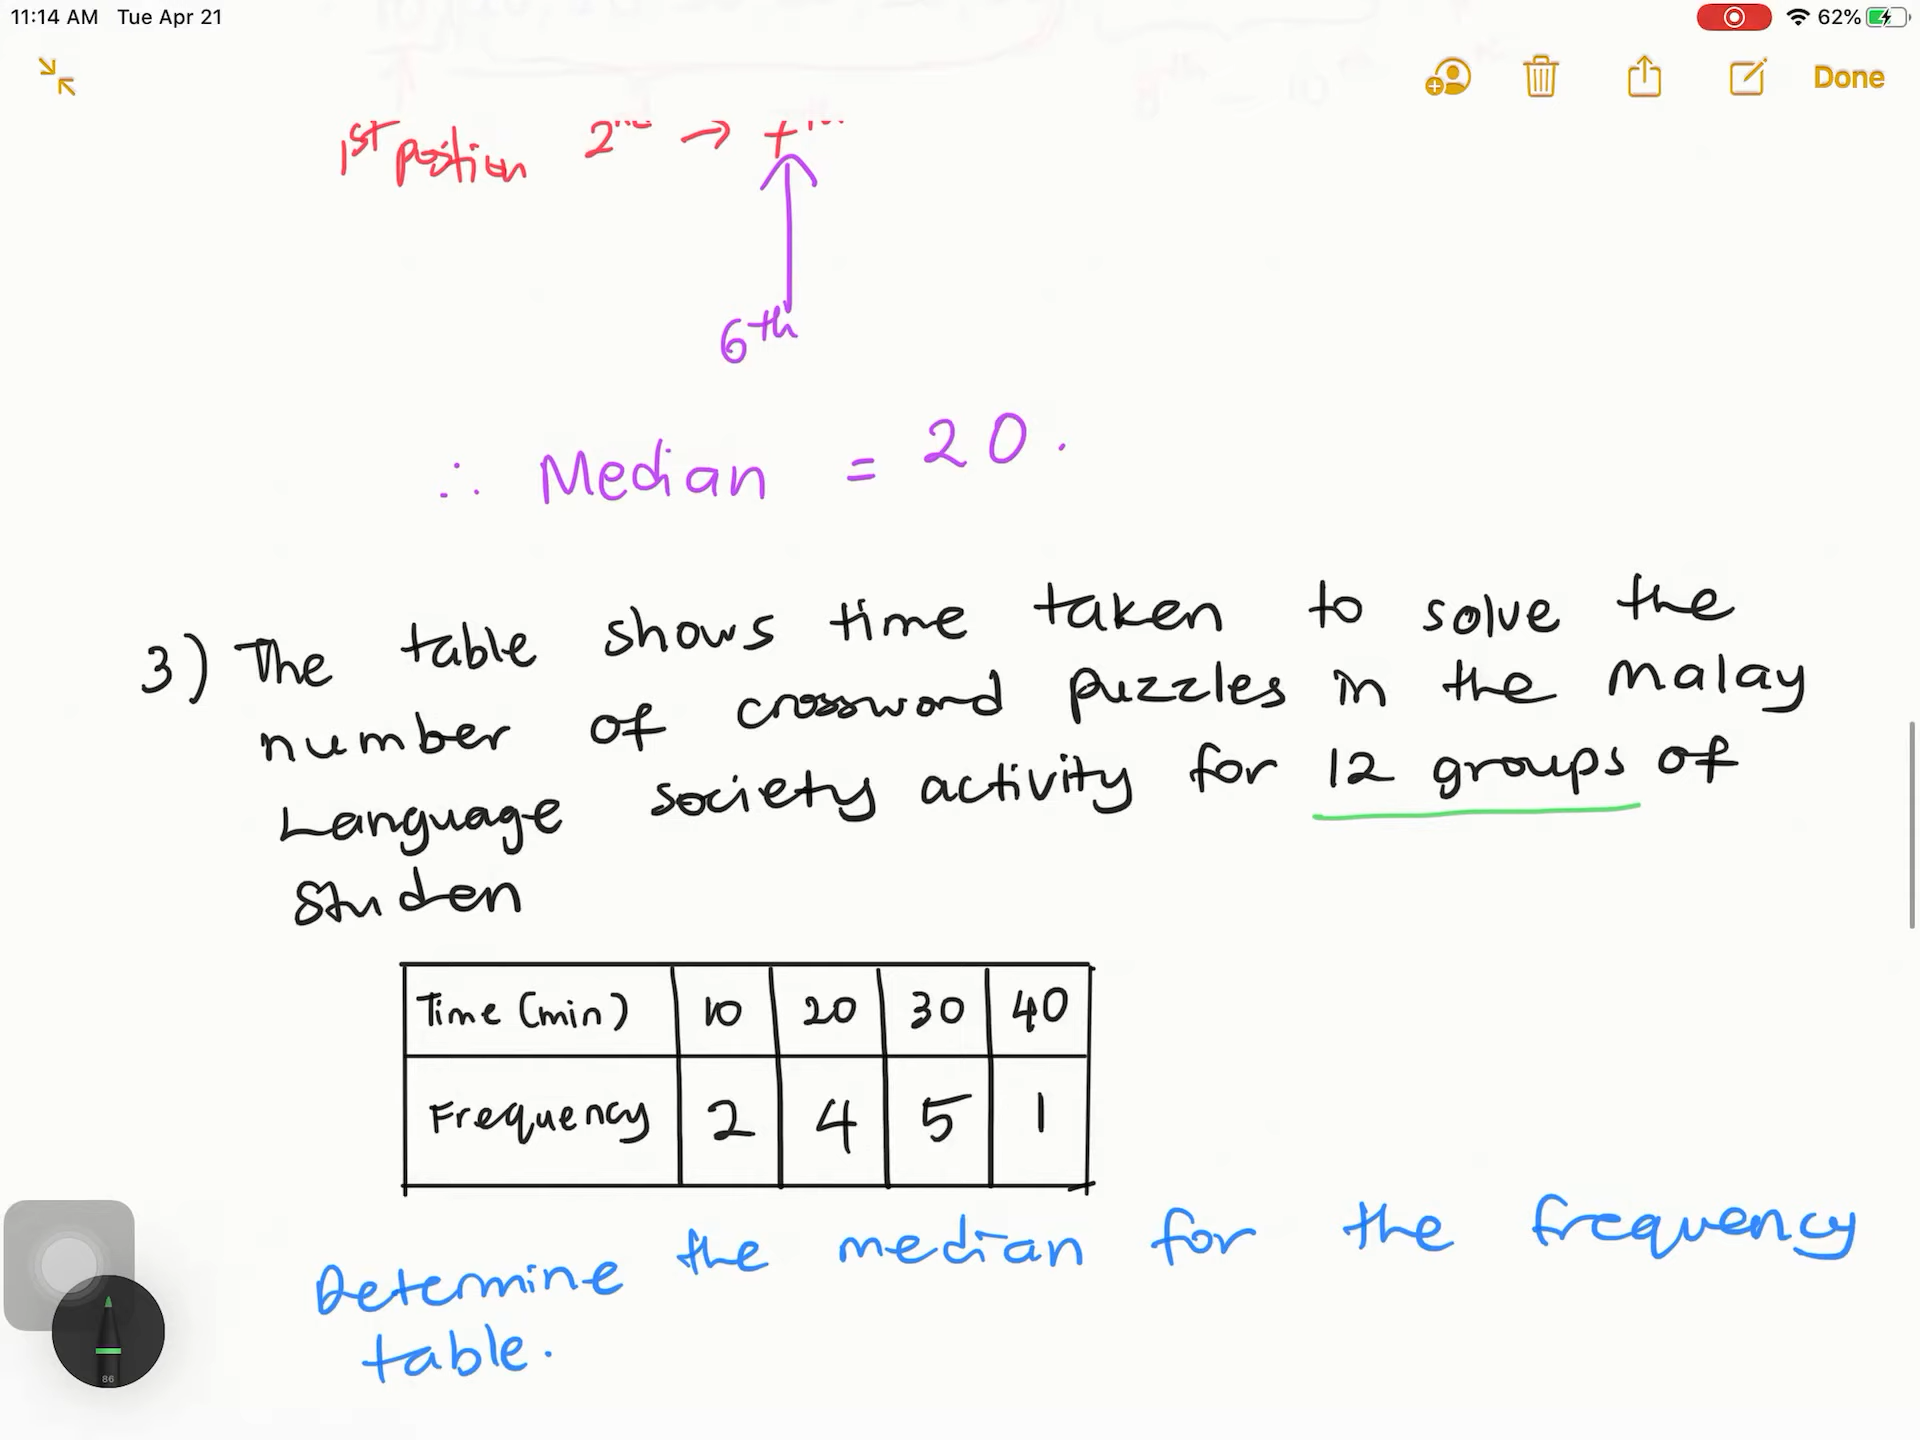 11:14 AM Tue Apr 21
62%
Done
1st position 2nd →
6th
∴ Median = 20.
3) The table shows time taken to solve the
number of crossword puzzles in the Malay
Language society activity for 12 groups of
Studen
Time (min) 10 20 30 40
Frequency 2 4 5 1
Determine the median for the frequency
table.
86